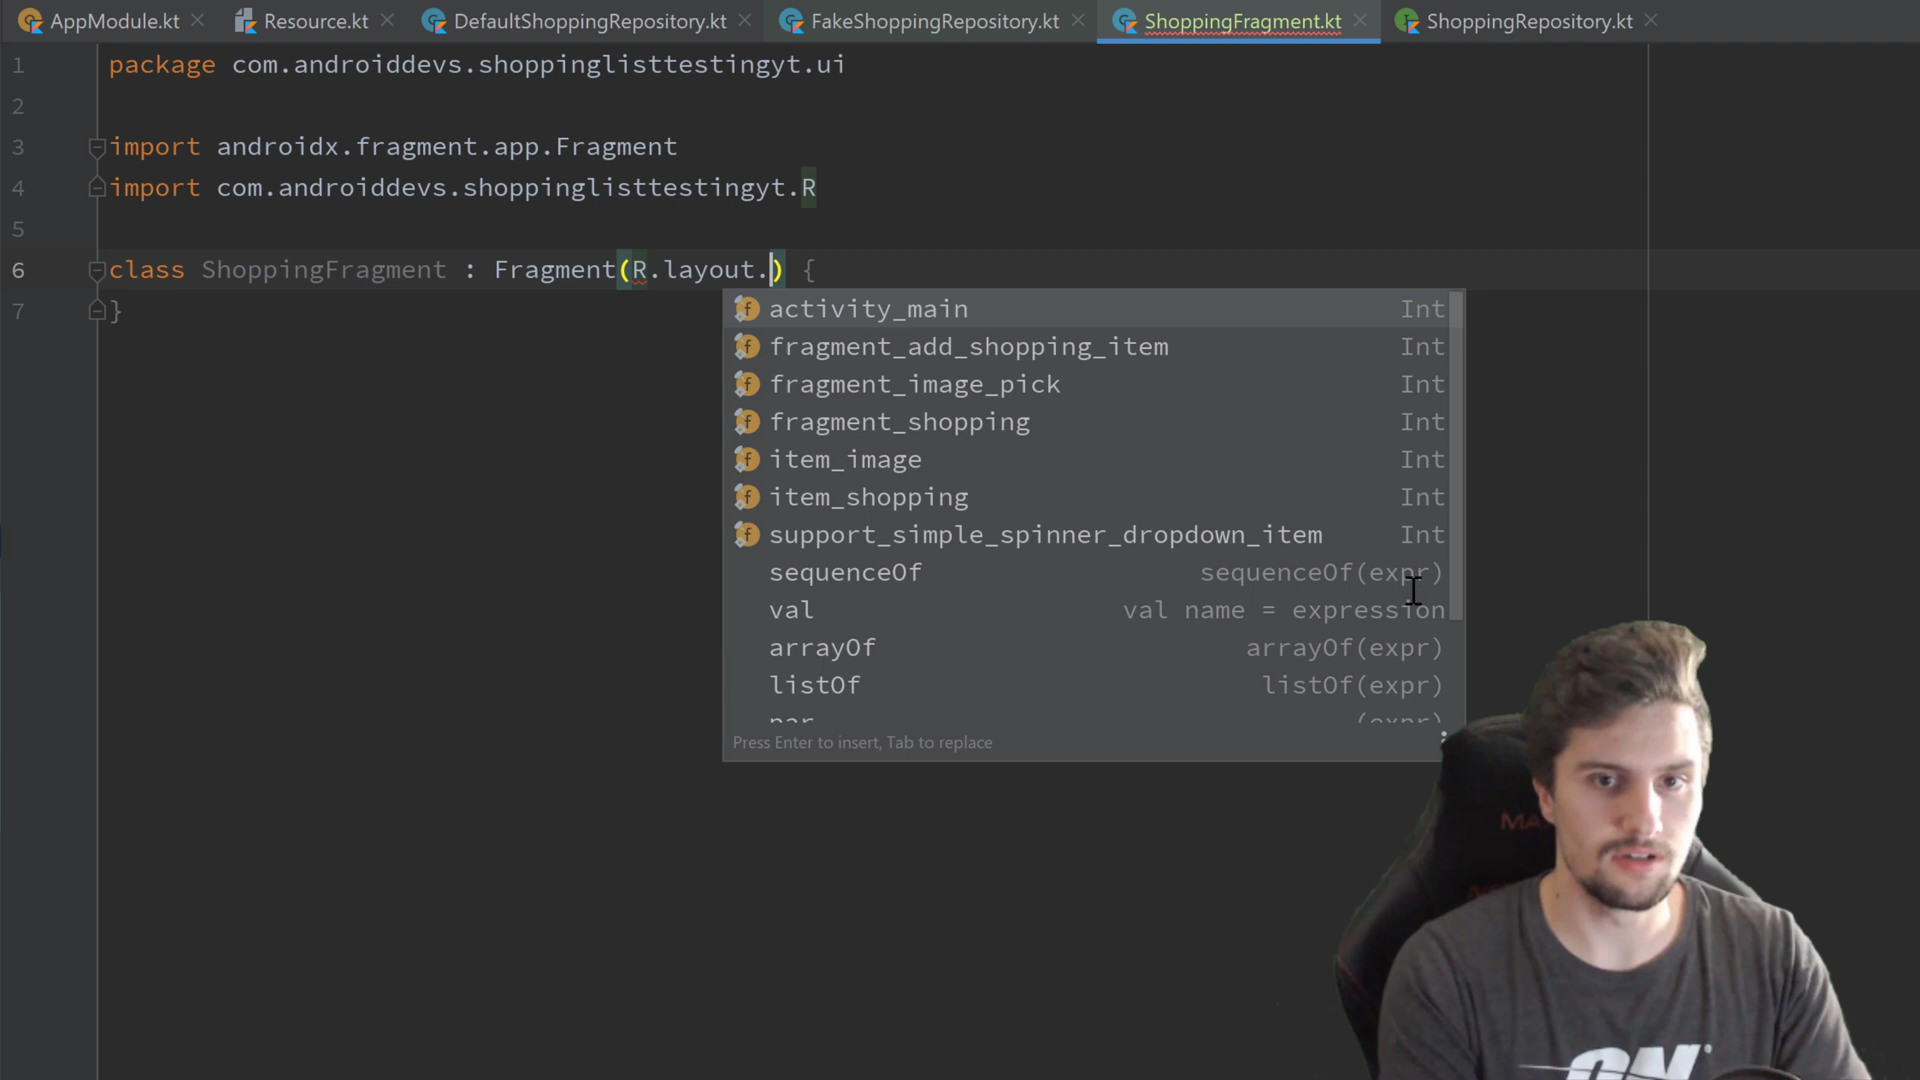 AppModule.kt
Resource.kt
DefaultShoppingRepository.kt
FakeShoppingRepository.kt
ShoppingFragment.kt
ShoppingRepository.kt
1 package com.androiddevs.shoppinglisttestingyt.ui
2
3 import androidx.fragment.app.Fragment
4 import com.androiddevs.shoppinglisttestingyt.R
5
6 class ShoppingFragment : Fragment(R.layout.) {
7 }
activity_main Int
fragment_add_shopping_item Int
fragment_image_pick Int
fragment_shopping Int
item_image Int
item_shopping Int
support_simple_spinner_dropdown_item Int
sequenceOf sequenceOf(expr)
val val name = expression
arrayOf arrayOf(expr)
listOf listOf(expr)
par (expr)
Press Enter to insert, Tab to replace
ON